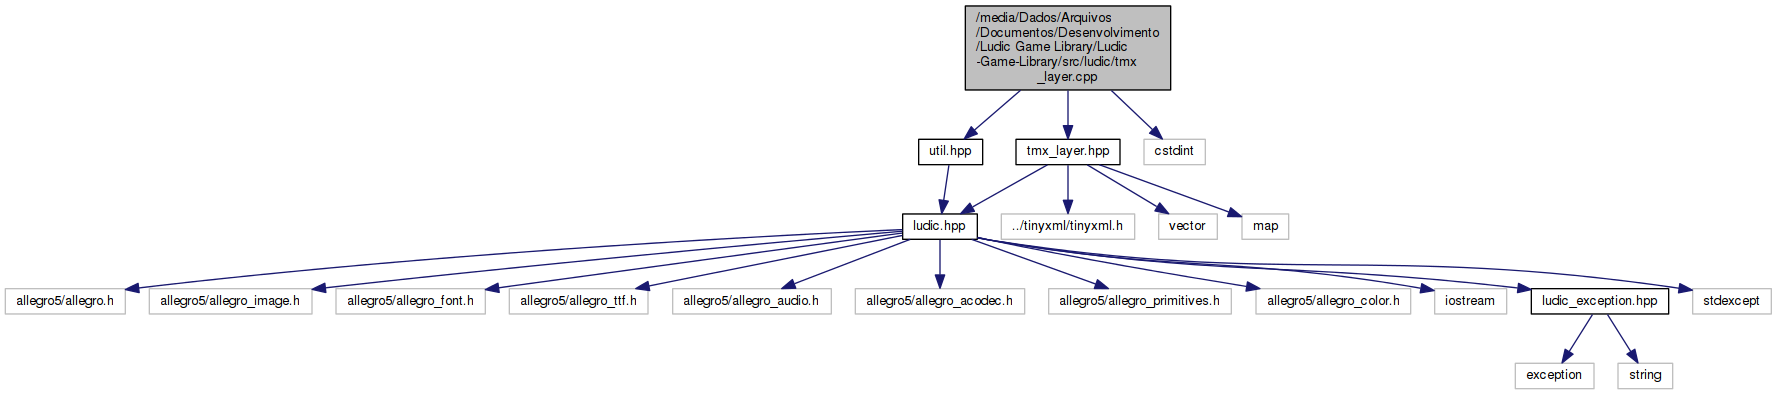 /media/Dados/Arquivos
/Documentos/Desenvolvimento
/Ludic Game Library/Ludic
-Game-Library/src/ludic/tmx
_layer.cpp
util.hpp
tmx_layer.hpp
cstdint
ludic.hpp
../tinyxml/tinyxml.h
vector
map
allegro5/allegro.h
allegro5/allegro_image.h
allegro5/allegro_font.h
allegro5/allegro_ttf.h
allegro5/allegro_audio.h
allegro5/allegro_acodec.h
allegro5/allegro_primitives.h
allegro5/allegro_color.h
iostream
ludic_exception.hpp
stdexcept
exception
string